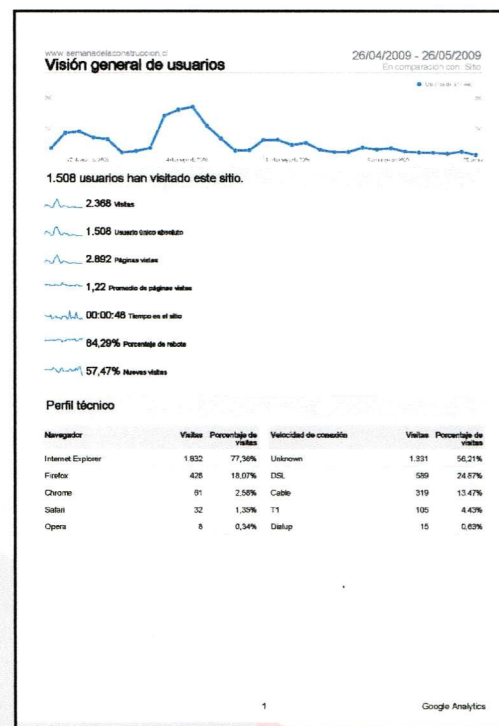 www.semanadelaconstruccion.cl
Visión general de usuarios
26/04/2009 - 26/05/2009
En comparación con: Sitio
1.508 usuarios han visitado este sitio.
2.368 Visitas
1.508 Usuario único absoluto
2.892 Páginas vistas
1,22 Promedio de páginas vistas
00:00:46 Tiempo en el sitio
84,29% Porcentaje de rebote
57,47% Nuevas visitas
Perfil técnico
Navegador Visitas Porcentaje de visitas Velocidad de conexión Visitas Porcentaje de visitas
Internet Explorer 1.832 77,36% Unknown 1.331 56,21%
Firefox 428 18,07% DSL 589 24,87%
Chrome 61 2,58% Cable 319 13,47%
Safari 32 1,35% T1 105 4,43%
Opera 8 0,34% Dialup 15 0,63%
1
Google Analytics